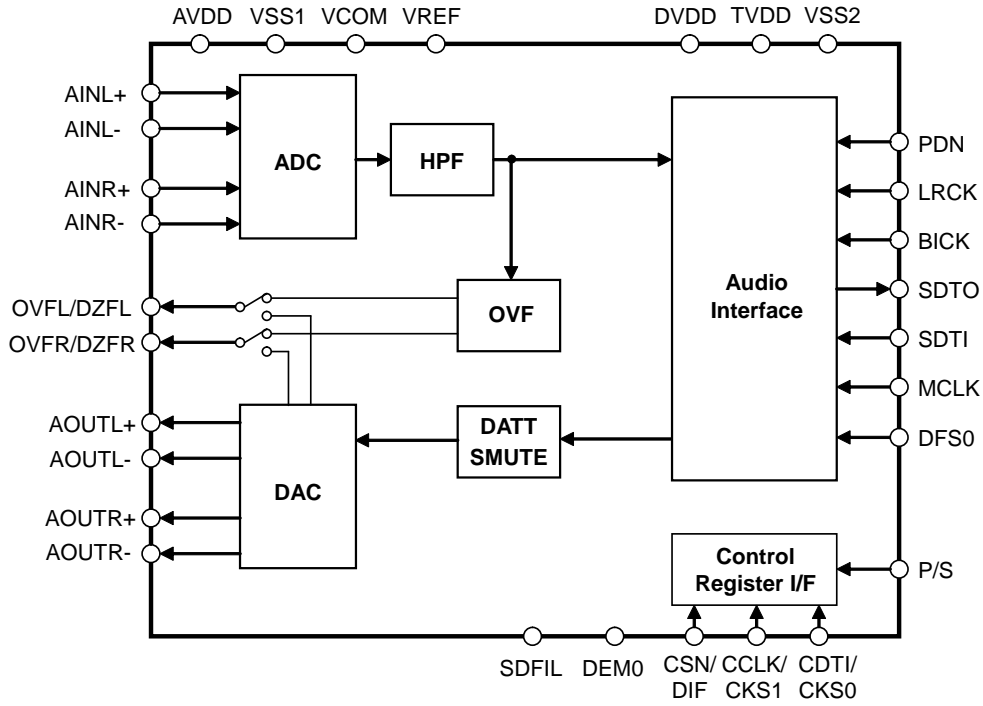 AVDD VSS1 VCOM VREF DVDD TVDD VSS2
AINL+
AINL-
AINR+
AINR-
ADC
HPF
OVFL/DZFL
OVFR/DZFR
OVF
Audio
Interface
PDN
LRCK
BICK
SDTO
SDTI
MCLK
DFS0
AOUTL+
AOUTL-
AOUTR+
AOUTR-
DAC
DATT
SMUTE
Control
Register I/F
P/S
SDFIL
DEM0
CSN/
DIF
CCLK/
CKS1
CDTI/
CKS0